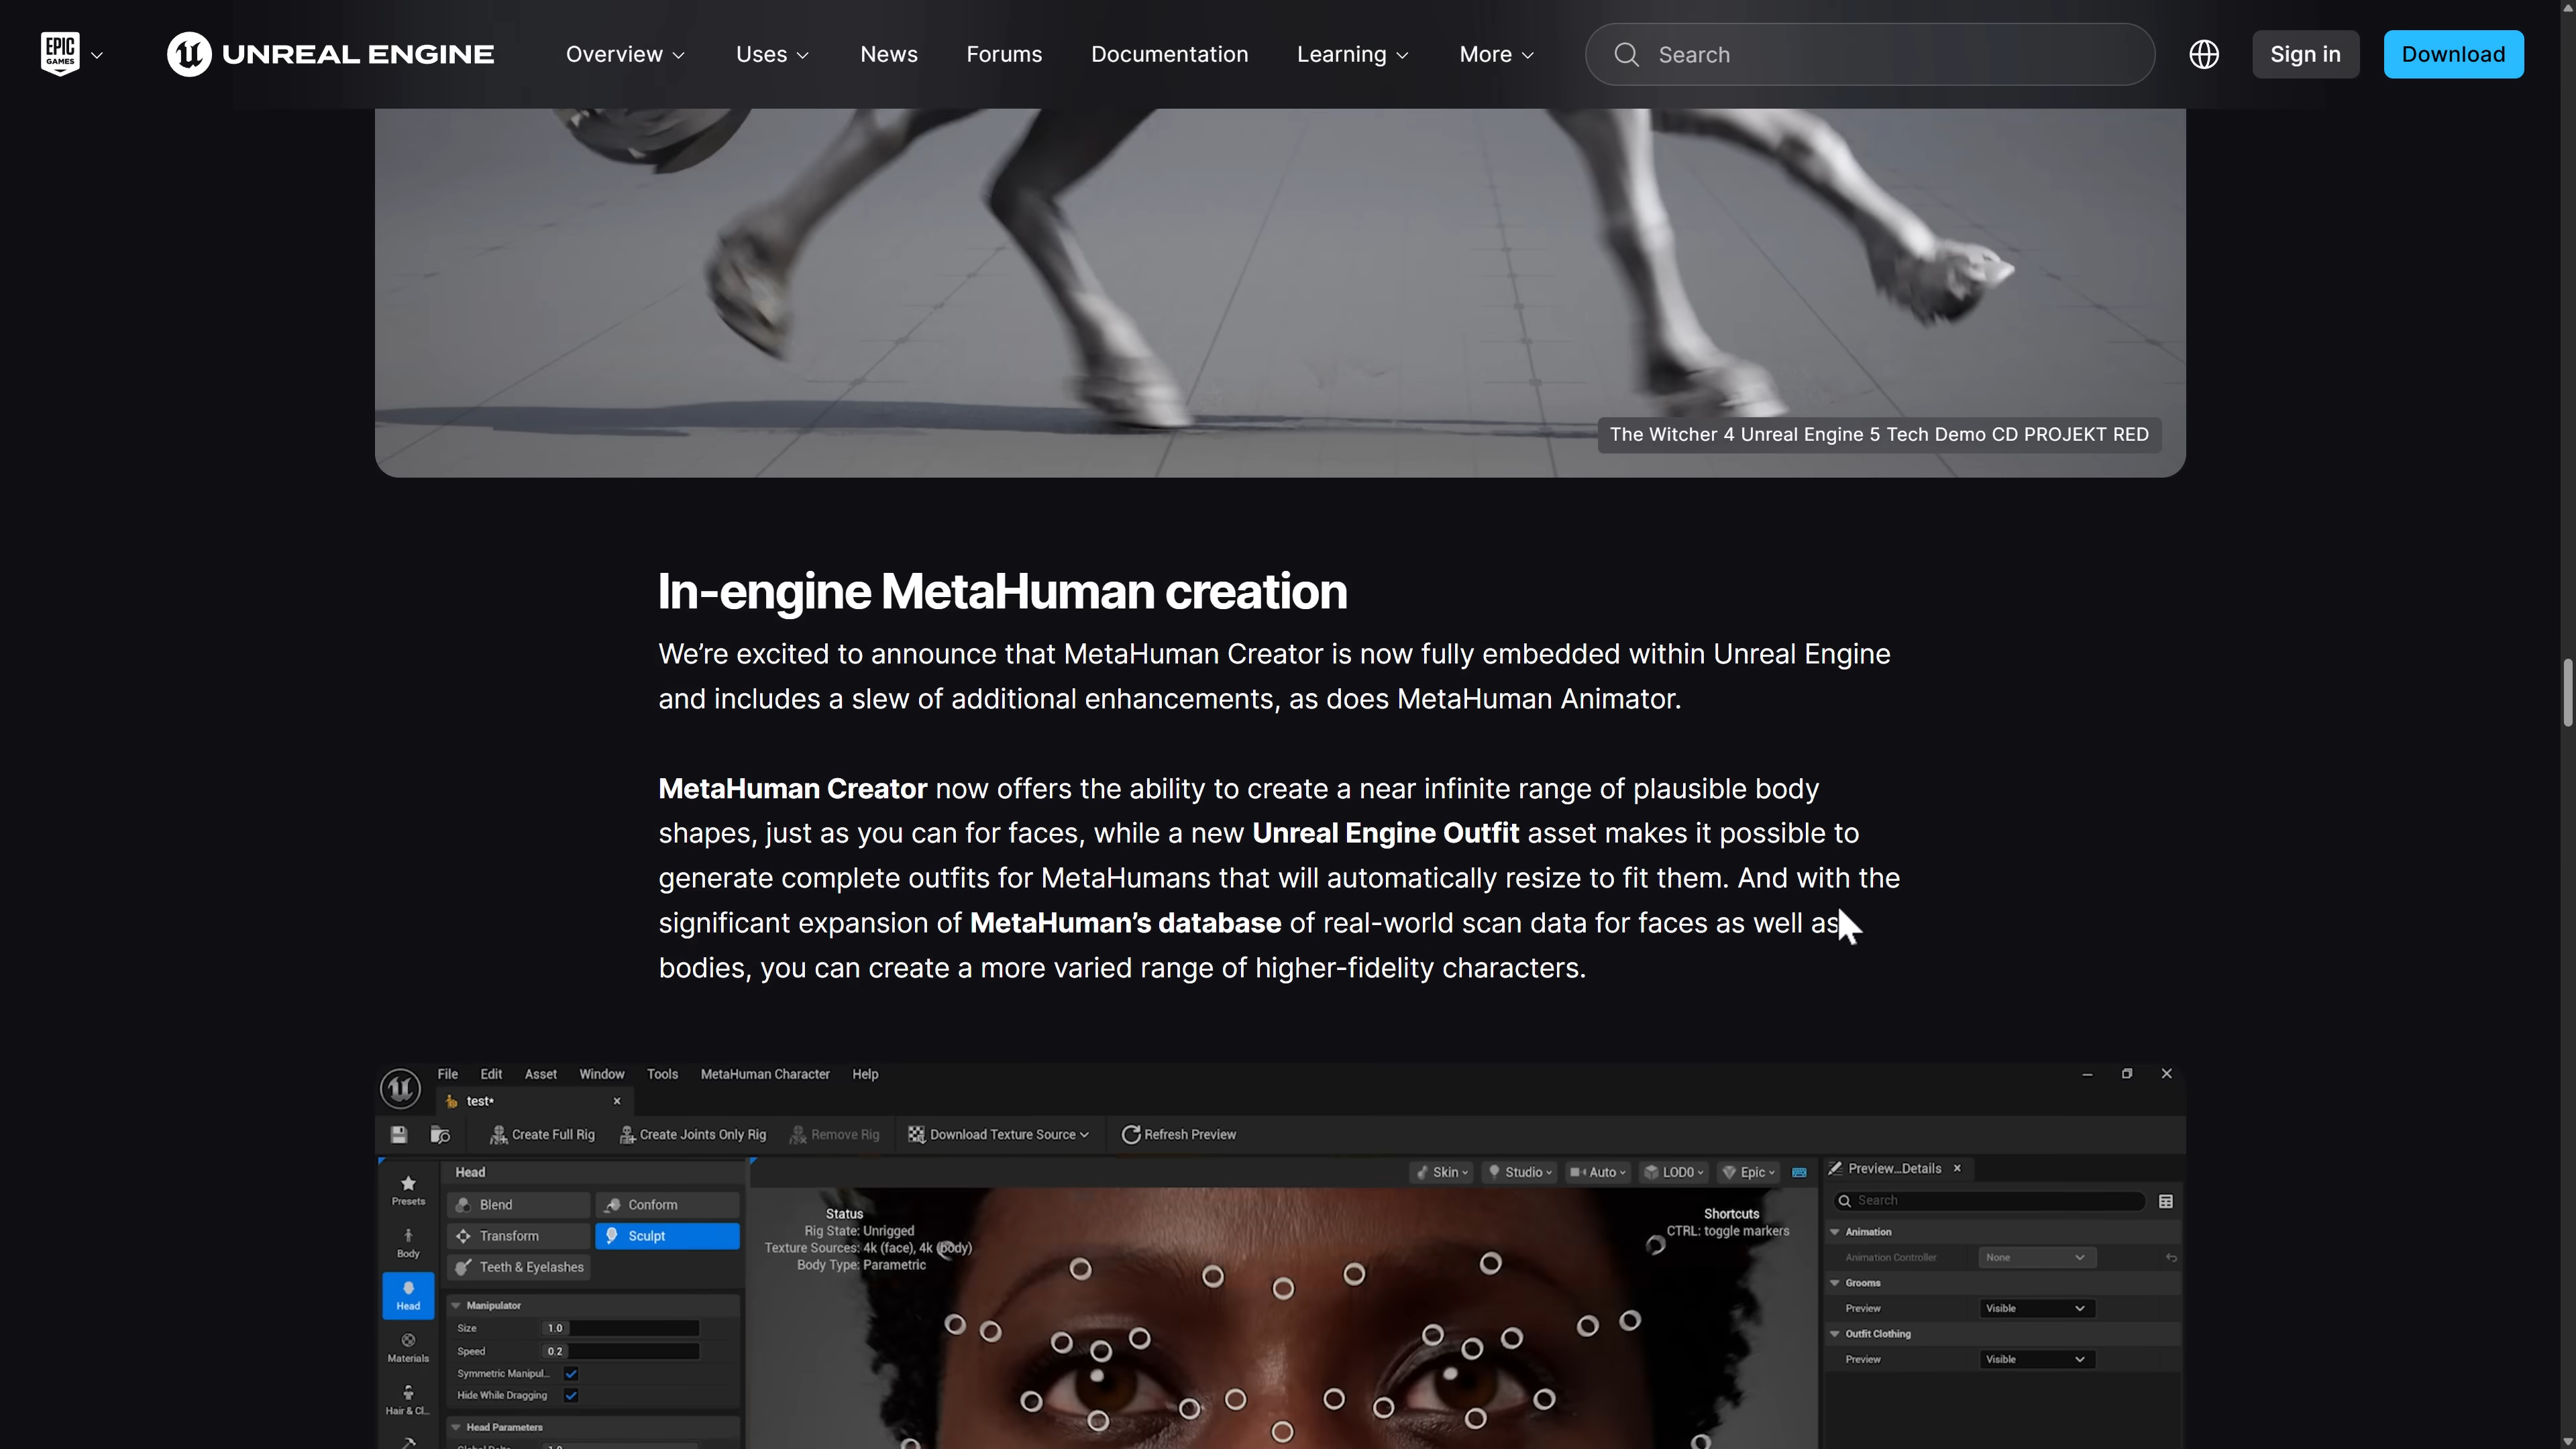 EPIC GAMES
UNREAL ENGINE
Overview
Uses
News
Forums
Documentation
Learning
More
Search
Sign in
Download
The Witcher 4 Unreal Engine 5 Tech Demo CD PROJEKT RED
In-engine MetaHuman creation
We’re excited to announce that MetaHuman Creator is now fully embedded within Unreal Engine
and includes a slew of additional enhancements, as does MetaHuman Animator.
MetaHuman Creator now offers the ability to create a near infinite range of plausible body
shapes, just as you can for faces, while a new Unreal Engine Outfit asset makes it possible to
generate complete outfits for MetaHumans that will automatically resize to fit them. And with the
significant expansion of MetaHuman’s database of real-world scan data for faces as well as
bodies, you can create a more varied range of higher-fidelity characters.
File Edit Asset Window Tools MetaHuman Character Help
test*
Create Full Rig
Create Joints Only Rig
Remove Rig
Download Texture Source
Refresh Preview
Presets
Body
Head
Materials
Hair & Cl...
Head
Blend
Conform
Transform
Sculpt
Teeth & Eyelashes
Manipulator
Size 1.0
Speed 0.2
Symmetric Manipul...
Hide While Dragging
Head Parameters
Skin
Studio
Auto
LOD0
Epic
Status
Rig State: Unrigged
Texture Sources: 4k (face), 4k (body)
Body Type: Parametric
Shortcuts
CTRL: toggle markers
Preview...Details
Search
Animation
Animation Controller None
Grooms
Preview Visible
Outfit Clothing
Preview Visible